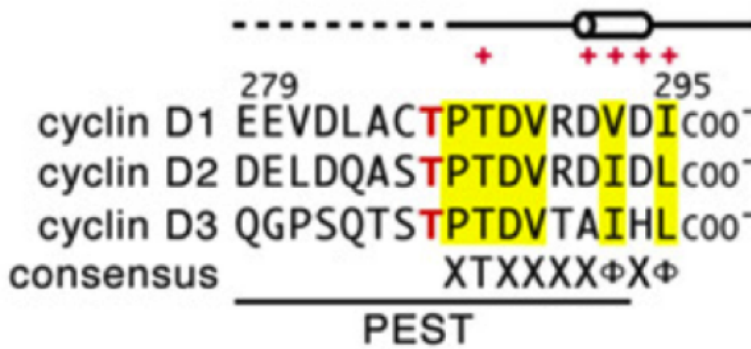 + + + + +
279 295
cyclin D1 EEVDLACTPTDVRDVDICOO⁻
cyclin D2 DELDQASTPTDVRDIDLCOO⁻
cyclin D3 QGPSQTSTPTDVTAIHLCOO⁻
consensus XTXXXXΦXΦ
PEST